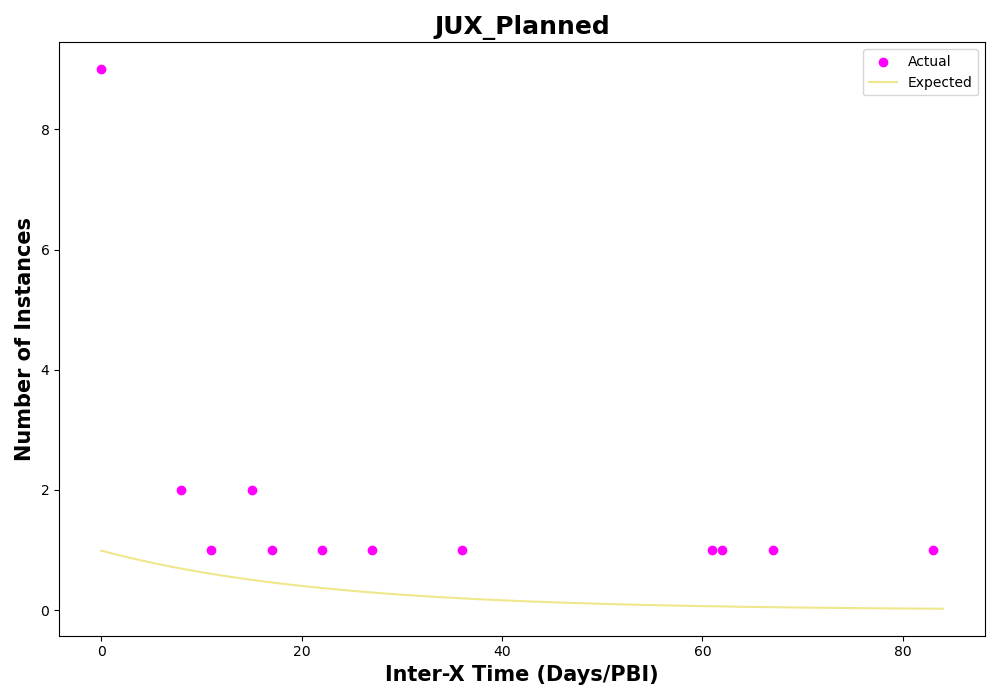 JUX_Planned
Actual
Expected
8
6
4
2
0
Number of Instances
0 20 40 60 80
Inter-X Time (Days/PBI)